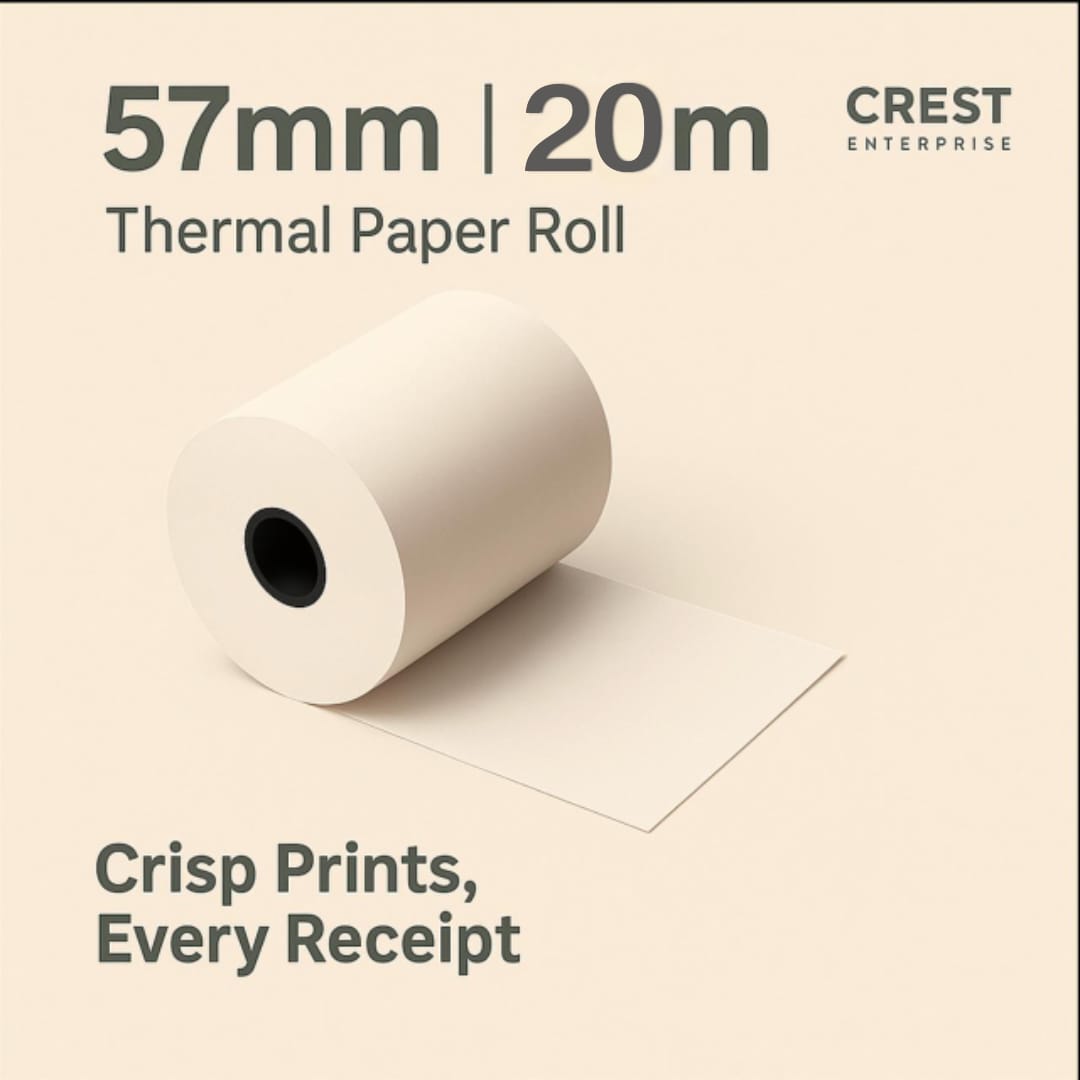 57mm | 20m
CREST
ENTERPRISE
Thermal Paper Roll
Crisp Prints,
Every Receipt